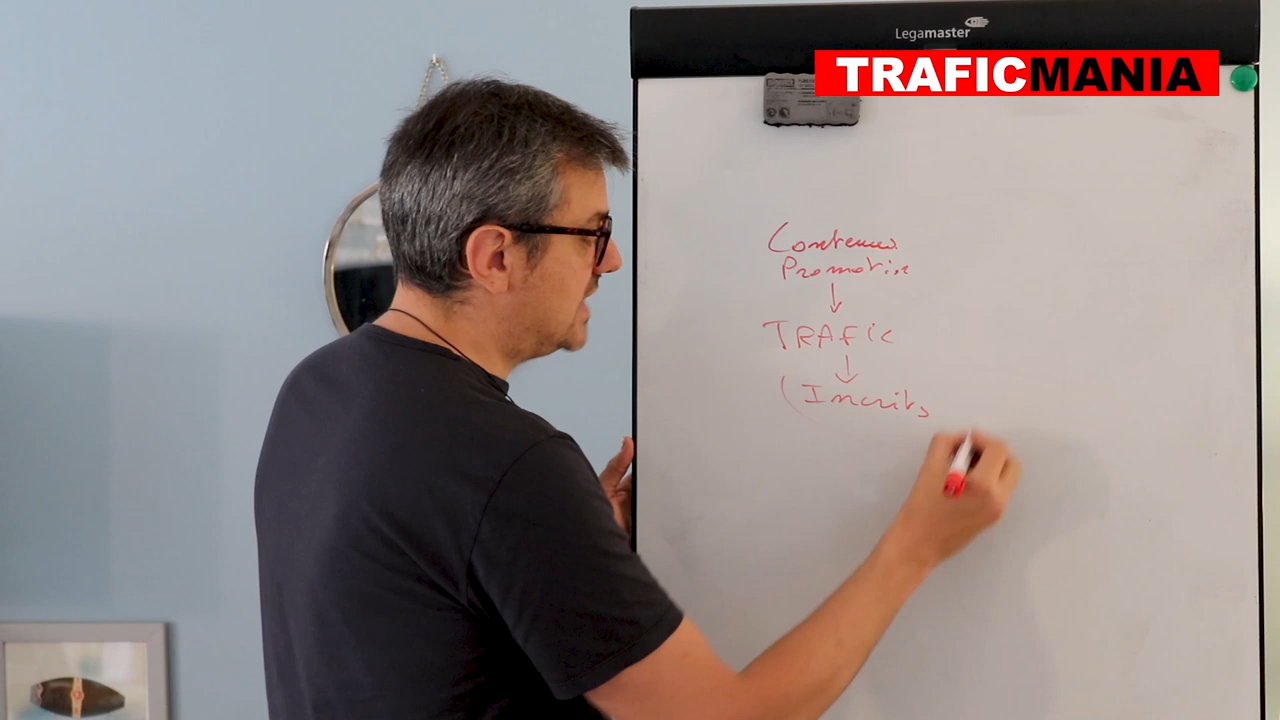 Legamaster
TRAFICMANIA
Contenus
Promotion
TRAFIC
(Inscrits